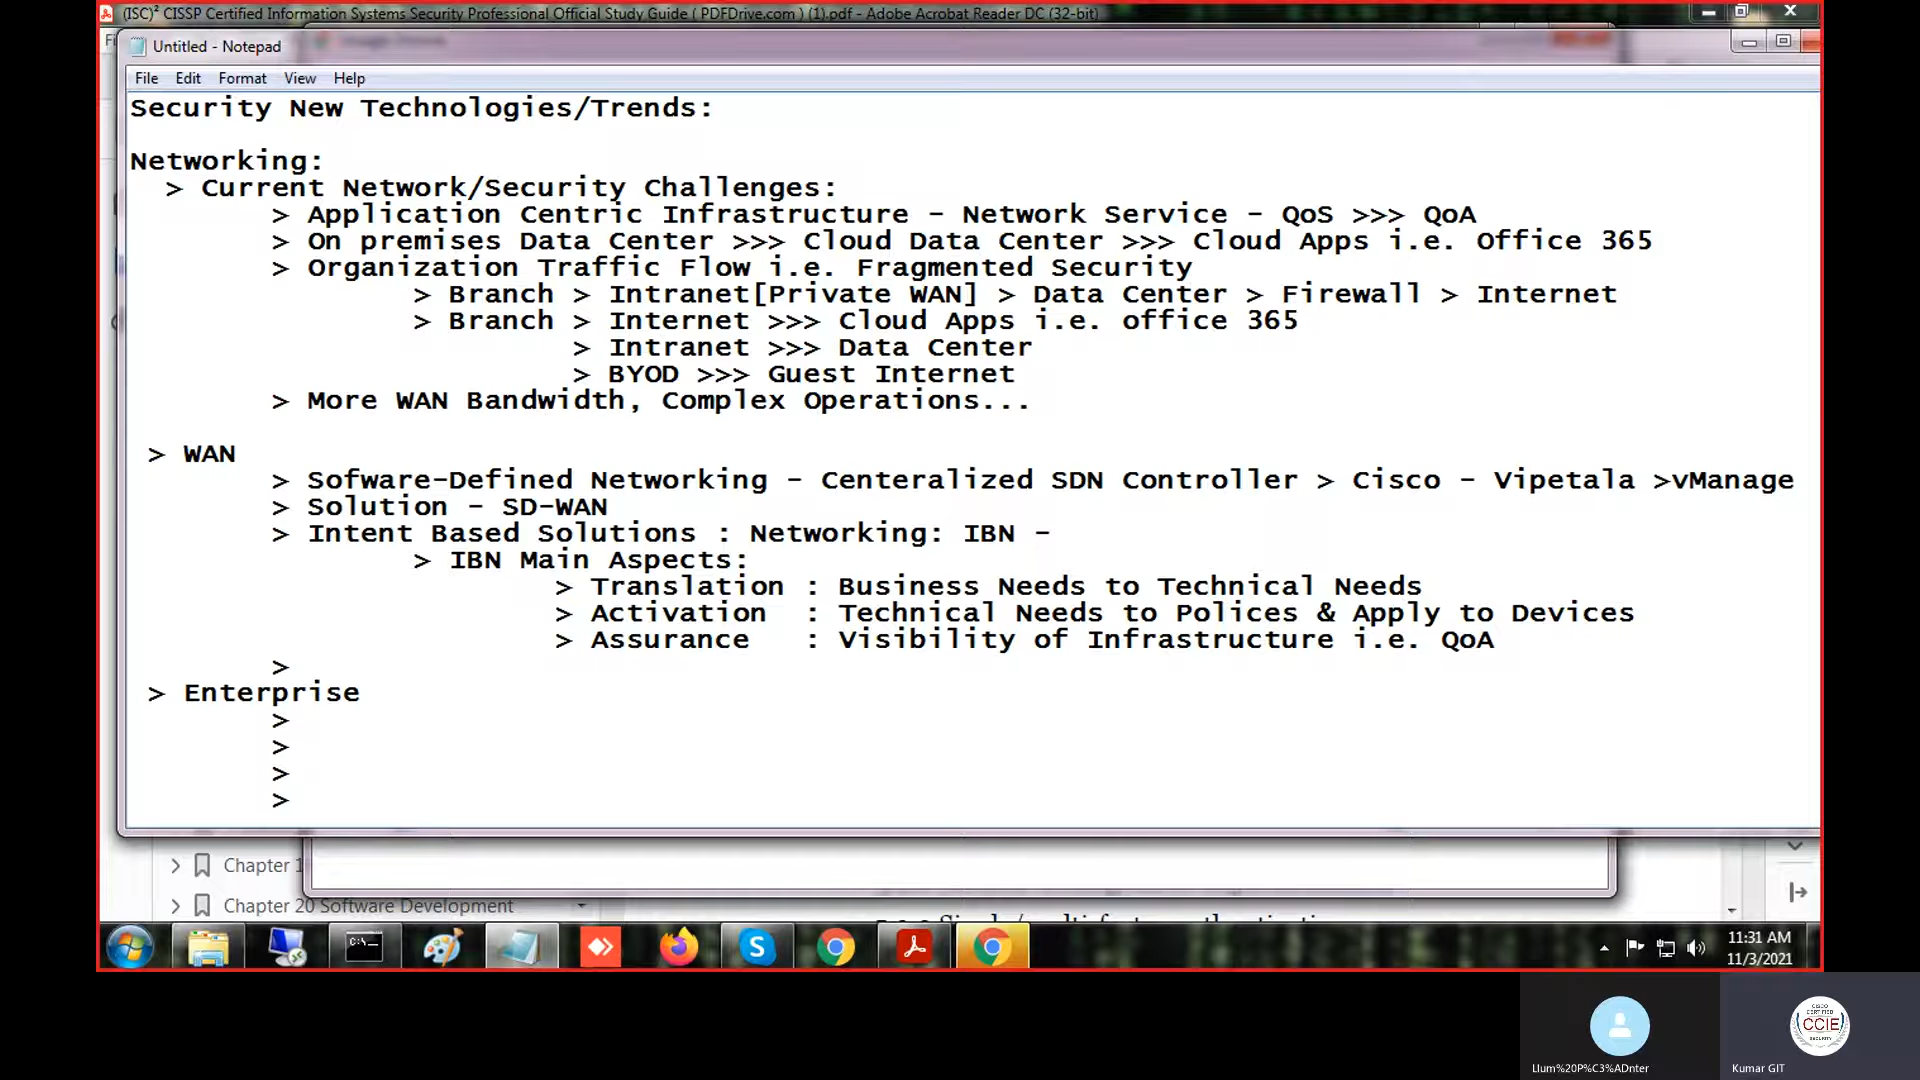 (ISC)² CISSP Certified Information Systems Security Professional Official Study Guide ( PDFDrive.com ) (1).pdf - Adobe Acrobat Reader DC (32-bit)
Untitled - Notepad
File Edit Format View Help
Security New Technologies/Trends:
Networking:
> Current Network/Security Challenges:
> Application Centric Infrastructure - Network Service - QoS >>> QoA
> On premises Data Center >>> Cloud Data Center >>> Cloud Apps i.e. Office 365
> Organization Traffic Flow i.e. Fragmented Security
> Branch > Intranet[Private WAN] > Data Center > Firewall > Internet
> Branch > Internet >>> Cloud Apps i.e. office 365
> Intranet >>> Data Center
> BYOD >>> Guest Internet
> More WAN Bandwidth, Complex Operations...
> WAN
> Sofware-Defined Networking - Centeralized SDN Controller > Cisco - Vipetala >vManage
> Solution - SD-WAN
> Intent Based Solutions : Networking: IBN -
> IBN Main Aspects:
> Translation : Business Needs to Technical Needs
> Activation : Technical Needs to Polices & Apply to Devices
> Assurance : Visibility of Infrastructure i.e. QoA
>
> Enterprise
>
>
>
>
Chapter 1
Chapter 20 Software Development
11:31 AM
11/3/2021
CISCO
CERTIFIED
CCIE
SECURITY
Llum%20P%C3%ADnter
Kumar GIT